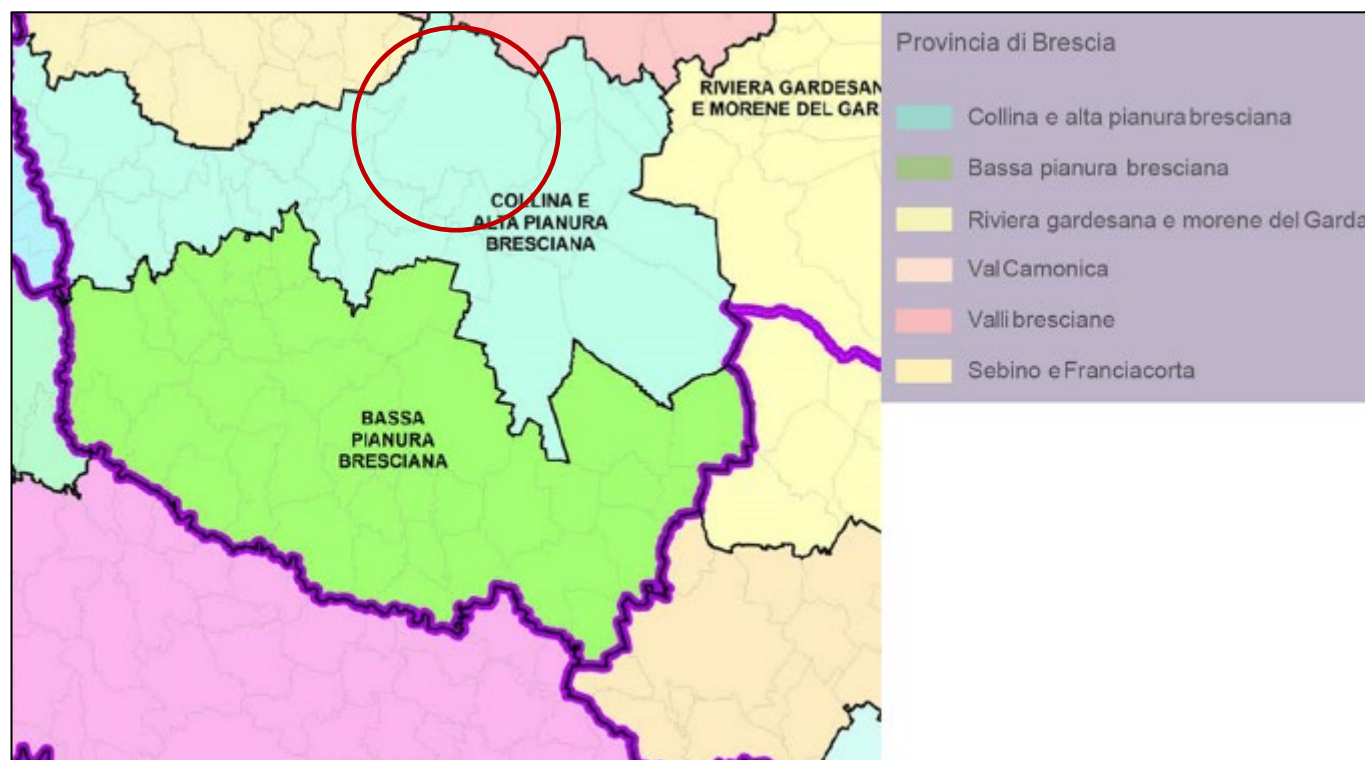 RIVIERA GARDESAN
E MORENE DEL GAR
COLLINA E
ALTA PIANURA
BRESCIANA
BASSA
PIANURA
BRESCIANA
Provincia di Brescia
Collina e alta pianura bresciana
Bassa pianura bresciana
Riviera gardesana e morene del Garda
Val Camonica
Valli bresciane
Sebino e Franciacorta